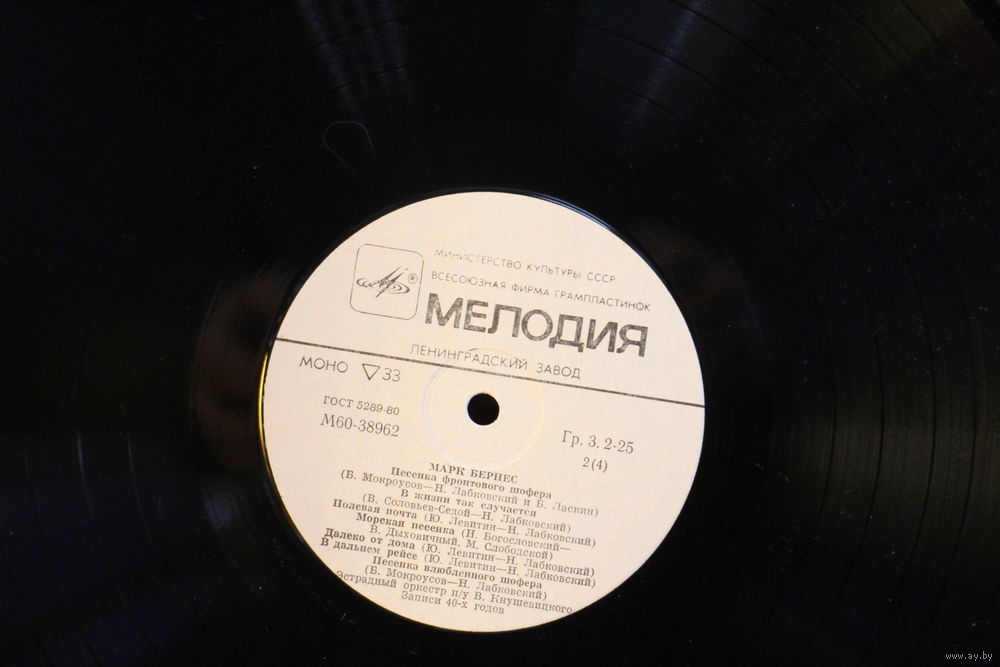 МИНИСТЕРСТВО КУЛЬТУРЫ СССР
ВСЕСОЮЗНАЯ ФИРМА ГРАМПЛАСТИНОК
®
МЕЛОДИЯ
ЛЕНИНГРАДСКИЙ ЗАВОД
МОНО 33
ГОСТ 5289-80
М60-38962
Гр. 3. 2-25
2(4)
МАРК БЕРНЕС
Песенка фронтового шофера
(Б. Мокроусов—Н. Лабковский и Б. Ласкин)
В жизни так случается
(В. Соловьев-Седой—Н. Лабковский)
Полевая почта (Ю. Левитин—Н. Лабковский)
Морская песенка (Н. Богословский—
В. Дыховичный, М. Слободской)
Далеко от дома (Ю. Левитин—Н. Лабковский)
В дальнем рейсе (Ю. Левитин—Н. Лабковский)
Песенка влюбленного шофера
(Б. Мокроусов—Н. Лабковский)
Эстрадный оркестр п/у В. Кнушевицкого
Записи 40-х годов
www.ay.by